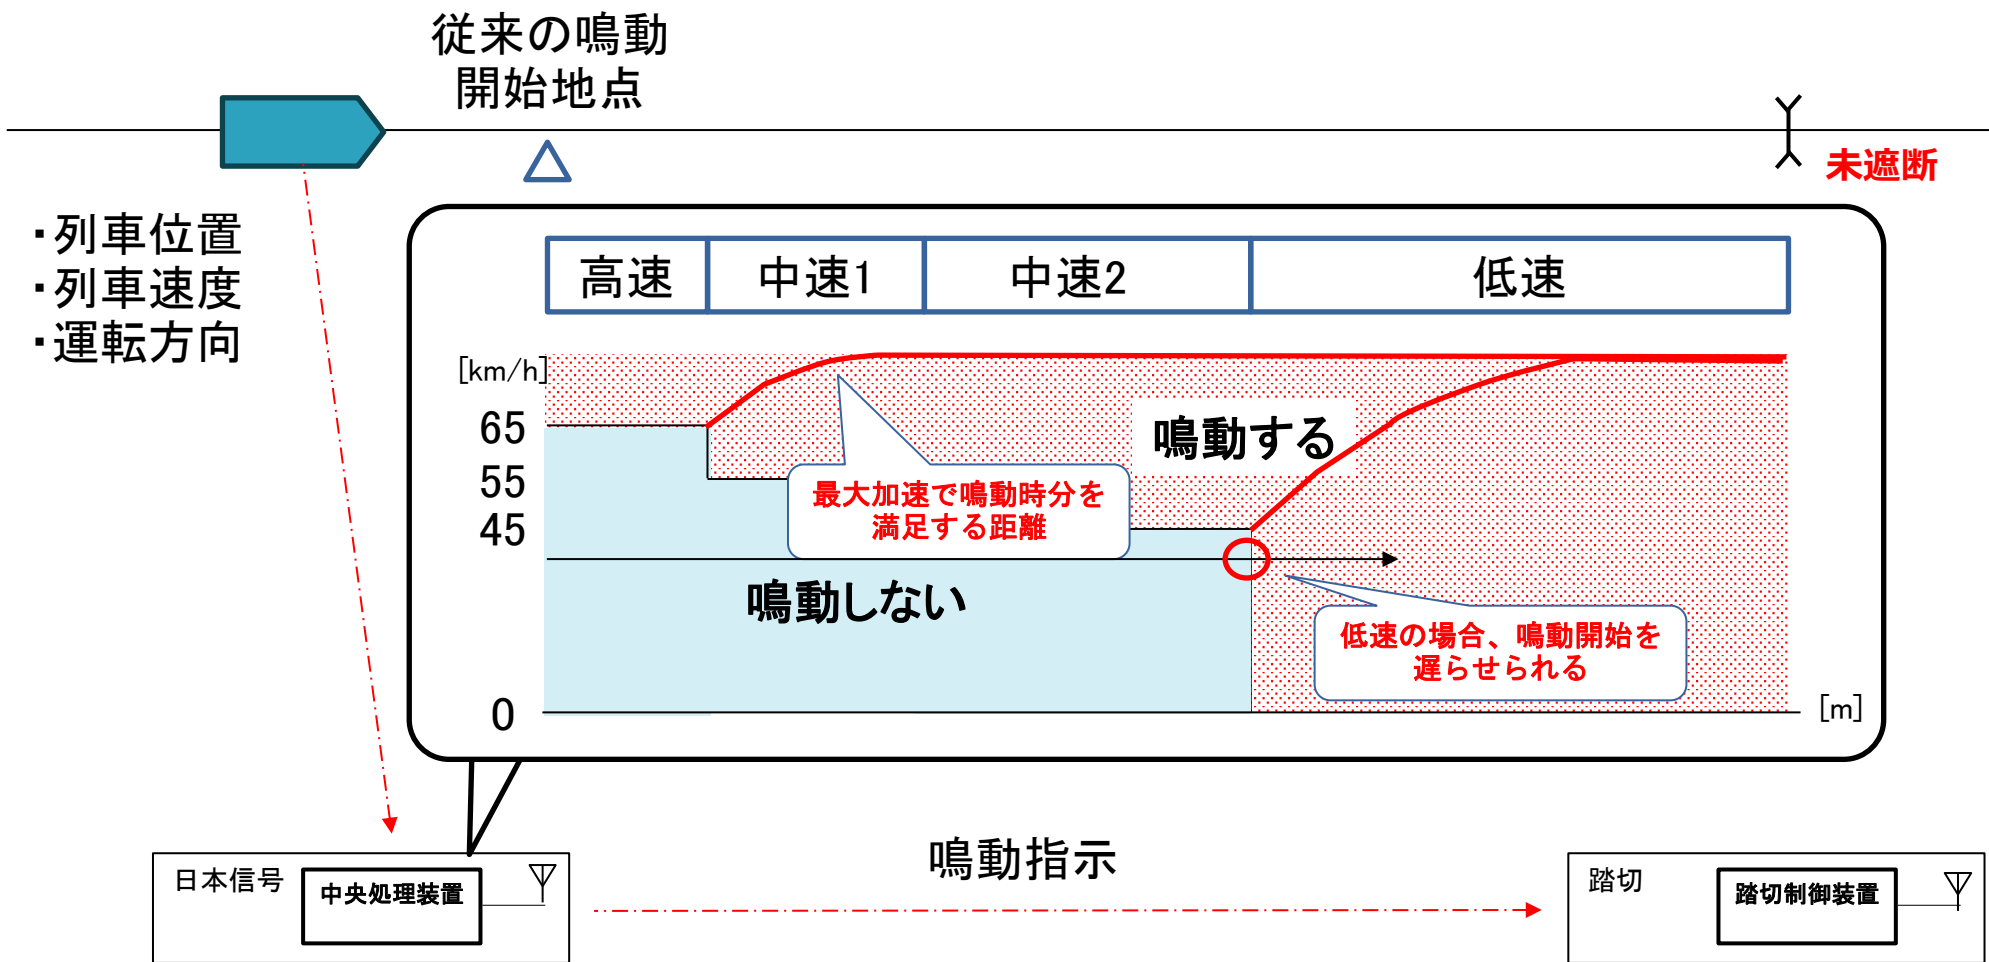 従来の鳴動
開始地点
未遮断
・列車位置
・列車速度
・運転方向
高速
中速1
中速2
低速
[km/h]
65
55
45
0
鳴動する
最大加速で鳴動時分を
満足する距離
鳴動しない
低速の場合、鳴動開始を
遅らせられる
[m]
日本信号
中央処理装置
鳴動指示
踏切
踏切制御装置